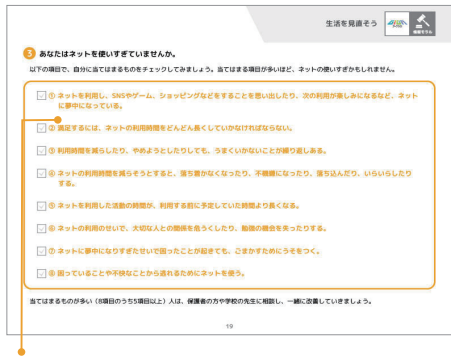 生活を見直そう
3 あなたはネットを使いすぎていませんか。
以下の項目で、自分に当てはまるものをチェックしてみましょう。当てはまる項目が多いほど、ネットの使いすぎかもしれません。
① ネットを利用し、SNSやゲーム、ショッピングなどをすることを思い出したり、次の利用が楽しみになるなど、ネット
に夢中になっている。
② 満足するには、ネットの利用時間をどんどん長くしていかなければならない。
③ 利用時間を減らしたり、やめようとしたりしても、うまくいかないことが繰り返しある。
④ ネットの利用時間を減らそうとすると、落ち着かなくなったり、不機嫌になったり、落ち込んだり、いらいらしたり
する。
⑤ ネットを利用した活動の時間が、利用する前に予定していた時間より長くなる。
⑥ ネットの利用のせいで、大切な人との関係を危うくしたり、勉強の機会を失ったりする。
⑦ ネットに夢中になりすぎたせいで困ったことが起きても、ごまかすためにうそをつく。
⑧ 困っていることや不快なことから逃れるためにネットを使う。
当てはまるものが多い（8項目のうち5項目以上）人は、保護者の方や学校の先生に相談し、一緒に改善していきましょう。
19